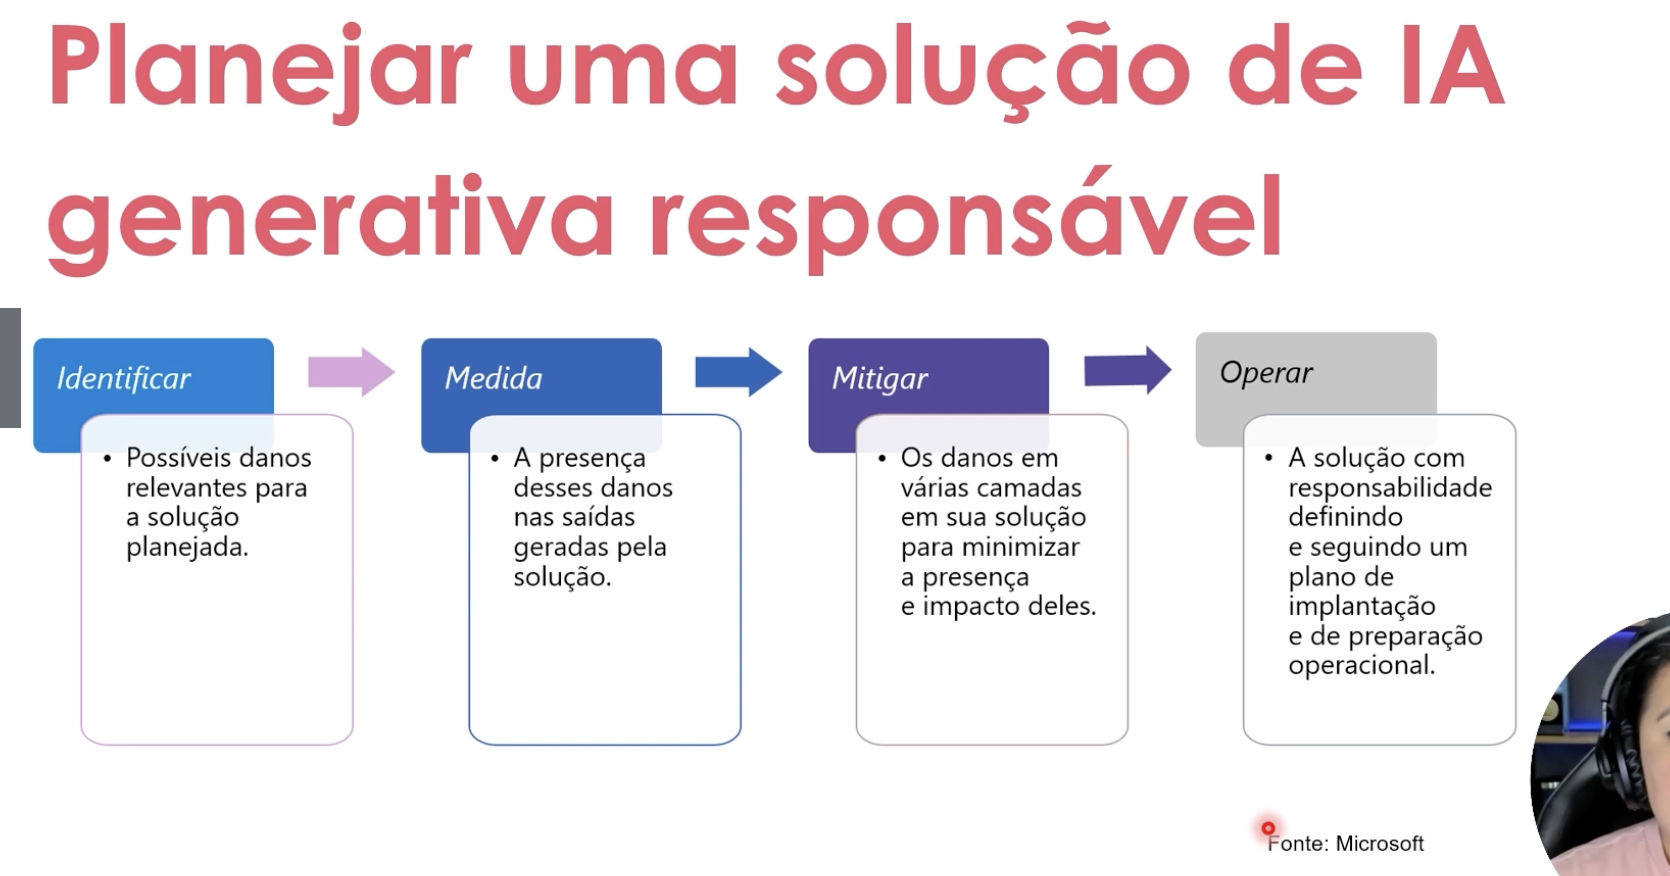 Planejar uma solução de IA
generativa responsável
Identificar
• Possíveis danos
relevantes para
a solução
planejada.
Medida
• A presença
desses danos
nas saídas
geradas pela
solução.
Mitigar
• Os danos em
várias camadas
em sua solução
para minimizar
a presença
e impacto deles.
Operar
• A solução com
responsabilidade
definindo
e seguindo um
plano de
implantação
e de preparação
operacional.
Fonte: Microsoft